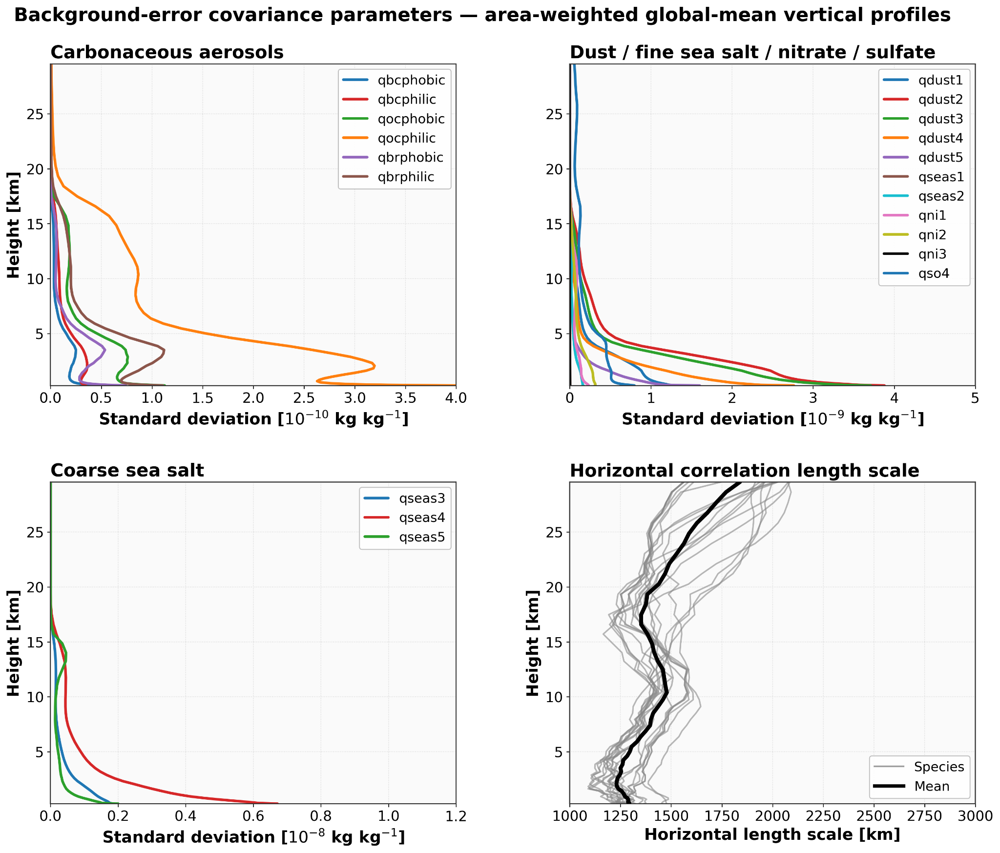 Background-error covariance parameters — area-weighted global-mean vertical profiles
Carbonaceous aerosols
Height [km]
25
20
15
10
5
0.0 0.5 1.0 1.5 2.0 2.5 3.0 3.5 4.0
Standard deviation [10⁻¹⁰ kg kg⁻¹]
qbcphobic
qbcphilic
qocphobic
qocphilic
qbrphobic
qbrphilic
Dust / fine sea salt / nitrate / sulfate
25
20
15
10
5
0 1 2 3 4 5
Standard deviation [10⁻⁹ kg kg⁻¹]
qdust1
qdust2
qdust3
qdust4
qdust5
qseas1
qseas2
qni1
qni2
qni3
qso4
Coarse sea salt
Height [km]
25
20
15
10
5
0.0 0.2 0.4 0.6 0.8 1.0 1.2
Standard deviation [10⁻⁸ kg kg⁻¹]
qseas3
qseas4
qseas5
Horizontal correlation length scale
Height [km]
25
20
15
10
5
1000 1250 1500 1750 2000 2250 2500 2750 3000
Horizontal length scale [km]
Species
Mean